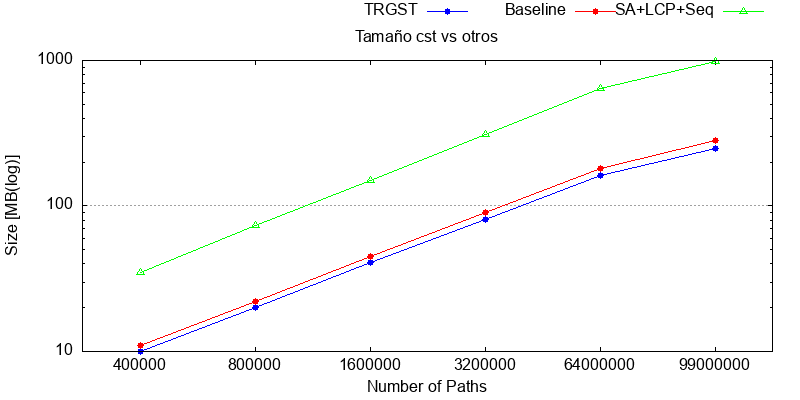 TRGST Baseline SA+LCP+Seq
Tamaño cst vs otros
1000
100
10
Size [MB(log)]
400000 800000 1600000 3200000 64000000 99000000
Number of Paths